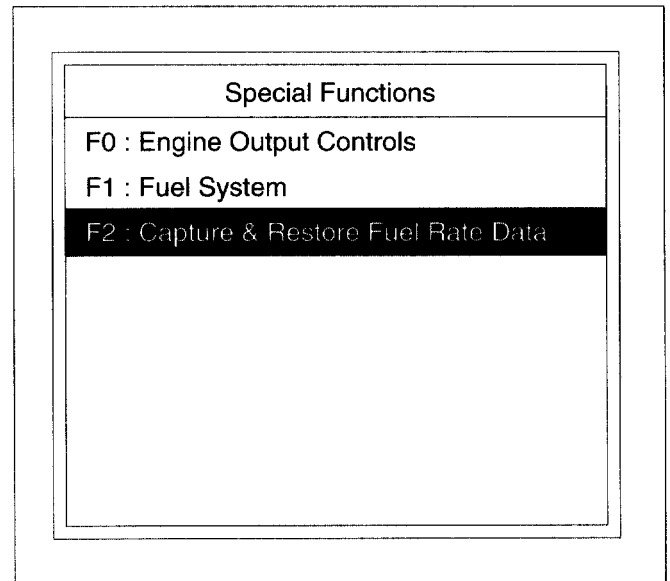 Special Functions
F0 : Engine Output Controls
F1 : Fuel System
F2 : Capture & Restore Fuel Rate Data